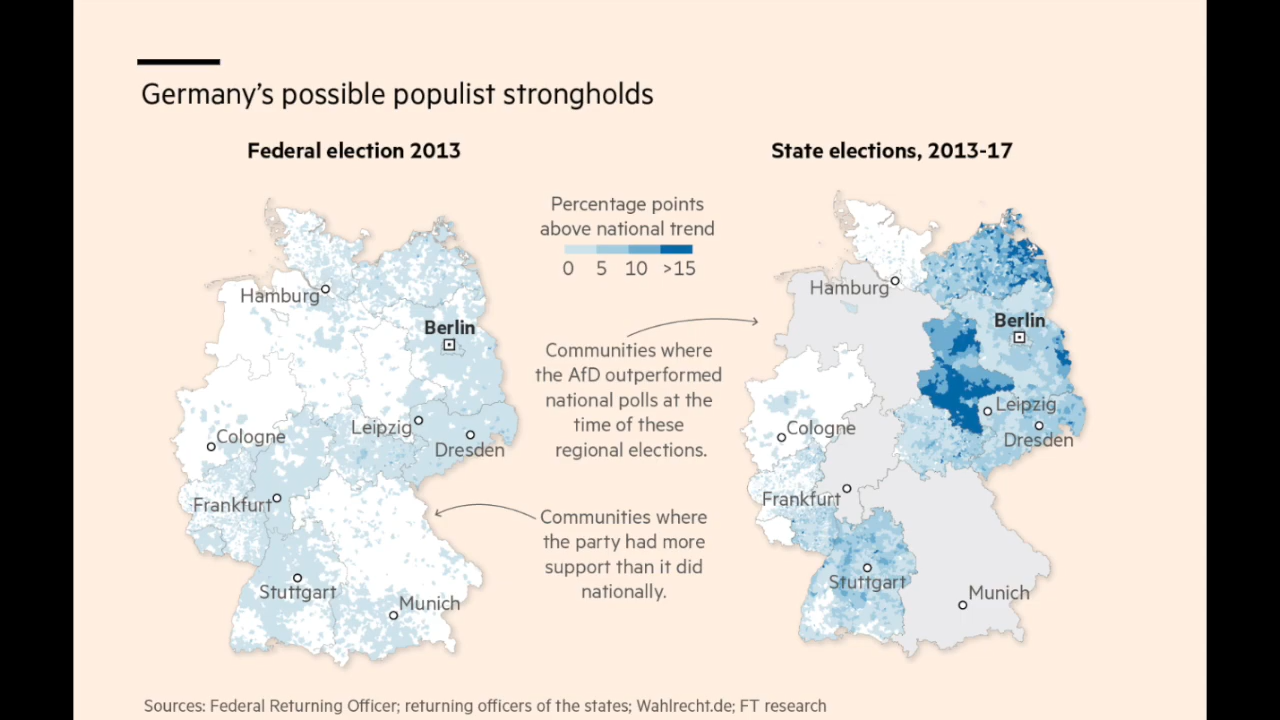 Germany's possible populist strongholds
Federal election 2013
State elections, 2013-17
Percentage points
above national trend
0 5 10 >15
Hamburg
Berlin
Cologne
Leipzig
Dresden
Frankfurt
Stuttgart
Munich
Communities where
the AfD outperformed
national polls at the
time of these
regional elections.
Communities where
the party had more
support than it did
nationally.
Hamburg
Berlin
Leipzig
Cologne
Dresden
Frankfurt
Stuttgart
Munich
Sources: Federal Returning Officer; returning officers of the states; Wahlrecht.de; FT research